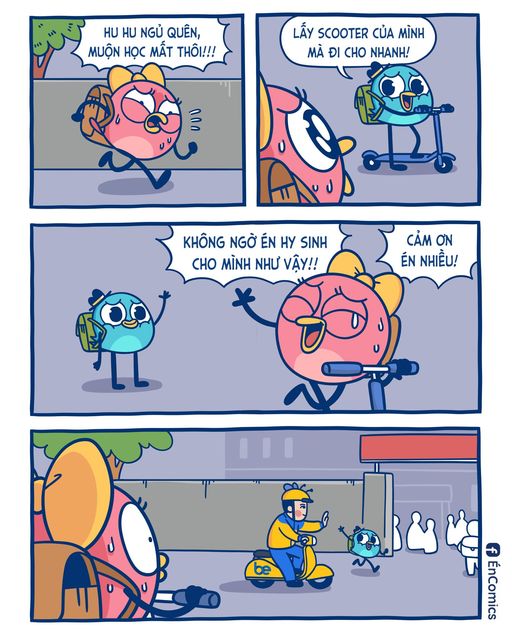 HU HU NGỦ QUÊN,
MUỘN HỌC MẤT THÔI!!!
LẤY SCOOTER CỦA MÌNH
MÀ ĐI CHO NHANH!
KHÔNG NGỜ ÉN HY SINH
CHO MÌNH NHƯ VẬY!!
CẢM ƠN
ÉN NHIỀU!
be
ÉnComics